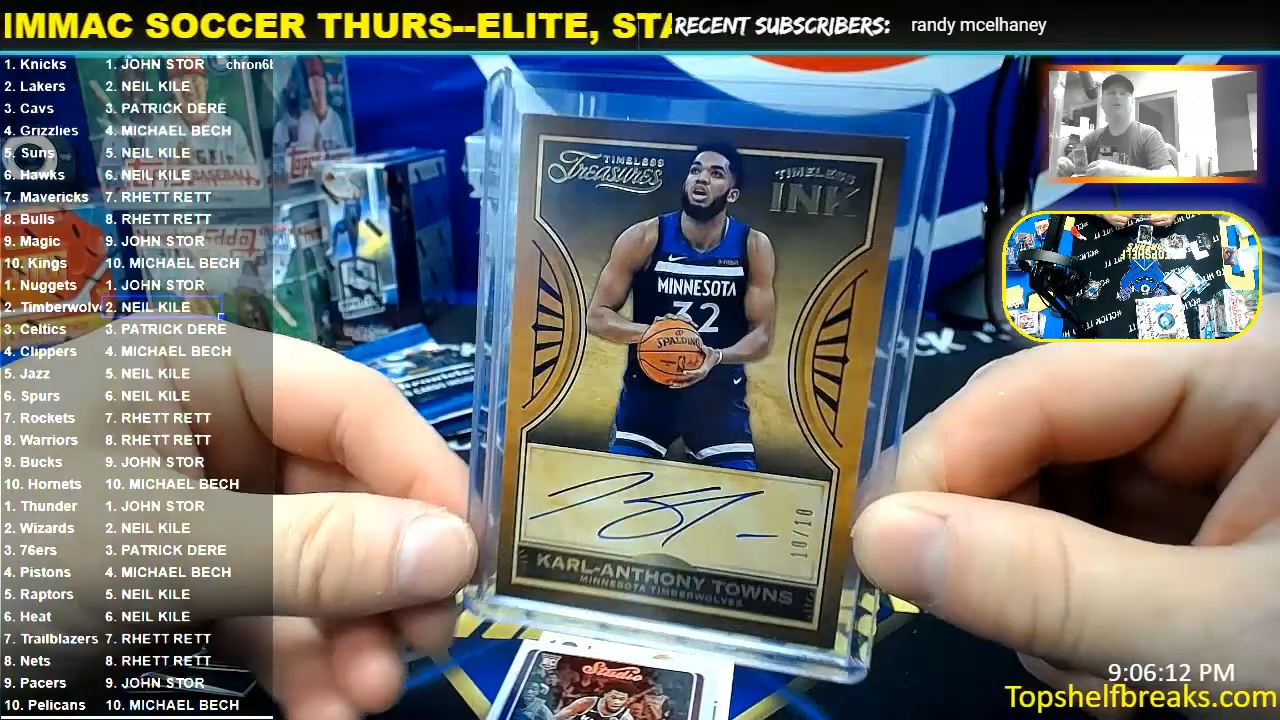 IMMAC SOCCER THURS--ELITE, STA
RECENT SUBSCRIBERS: randy mcelhaney
1. Knicks 1. JOHN STOR chron6b
2. Lakers 2. NEIL KILE
3. Cavs 3. PATRICK DERE
4. Grizzlies 4. MICHAEL BECH
5. Suns 5. NEIL KILE
6. Hawks 6. NEIL KILE
7. Mavericks 7. RHETT RETT
8. Bulls 8. RHETT RETT
9. Magic 9. JOHN STOR
10. Kings 10. MICHAEL BECH
1. Nuggets 1. JOHN STOR
2. Timberwolv 2. NEIL KILE
3. Celtics 3. PATRICK DERE
4. Clippers 4. MICHAEL BECH
5. Jazz 5. NEIL KILE
6. Spurs 6. NEIL KILE
7. Rockets 7. RHETT RETT
8. Warriors 8. RHETT RETT
9. Bucks 9. JOHN STOR
10. Hornets 10. MICHAEL BECH
1. Thunder 1. JOHN STOR
2. Wizards 2. NEIL KILE
3. 76ers 3. PATRICK DERE
4. Pistons 4. MICHAEL BECH
5. Raptors 5. NEIL KILE
6. Heat 6. NEIL KILE
7. Trailblazers 7. RHETT RETT
8. Nets 8. RHETT RETT
9. Pacers 9. JOHN STOR
10. Pelicans 10. MICHAEL BECH
TIMELESS
Treasures
TIMELESS
INK
MINNESOTA
32
SPALDING
10/10
KARL-ANTHONY TOWNS
MINNESOTA TIMBERWOLVES
Studio
9:06:12 PM
Topshelfbreaks.com